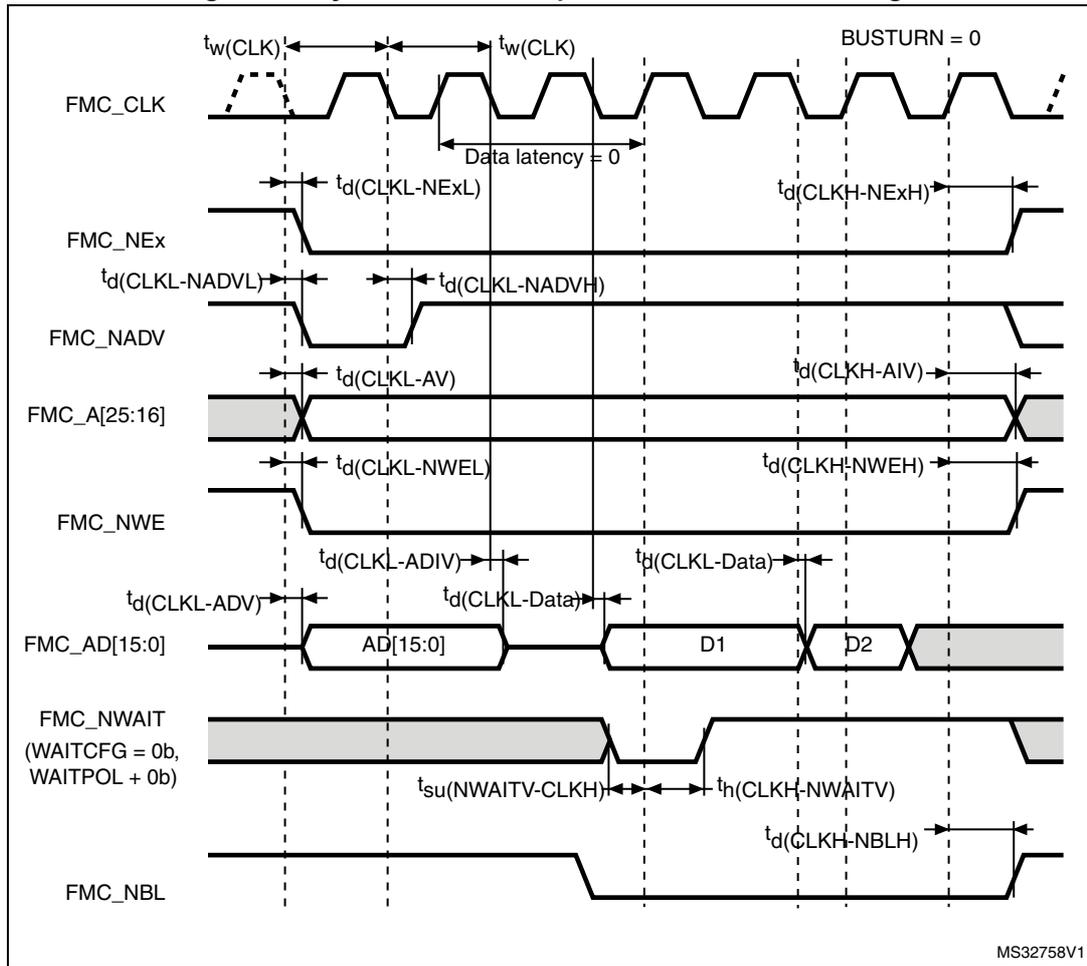 tw(CLK) tw(CLK) BUSTURN = 0
FMC_CLK
Data latency = 0
td(CLKL-NExL) td(CLKH-NExH)
FMC_NEx
td(CLKL-NADVL) td(CLKL-NADVH)
FMC_NADV
td(CLKL-AV) td(CLKH-AIV)
FMC_A[25:16]
td(CLKL-NWEL) td(CLKH-NWEH)
FMC_NWE
td(CLKL-ADIV) td(CLKL-Data)
td(CLKL-ADV) td(CLKL-Data)
FMC_AD[15:0] AD[15:0] D1 D2
FMC_NWAIT
(WAITCFG = 0b,
WAITPOL + 0b)
tsu(NWAITV-CLKH) th(CLKH-NWAITV)
td(CLKH-NBLH)
FMC_NBL
MS32758V1